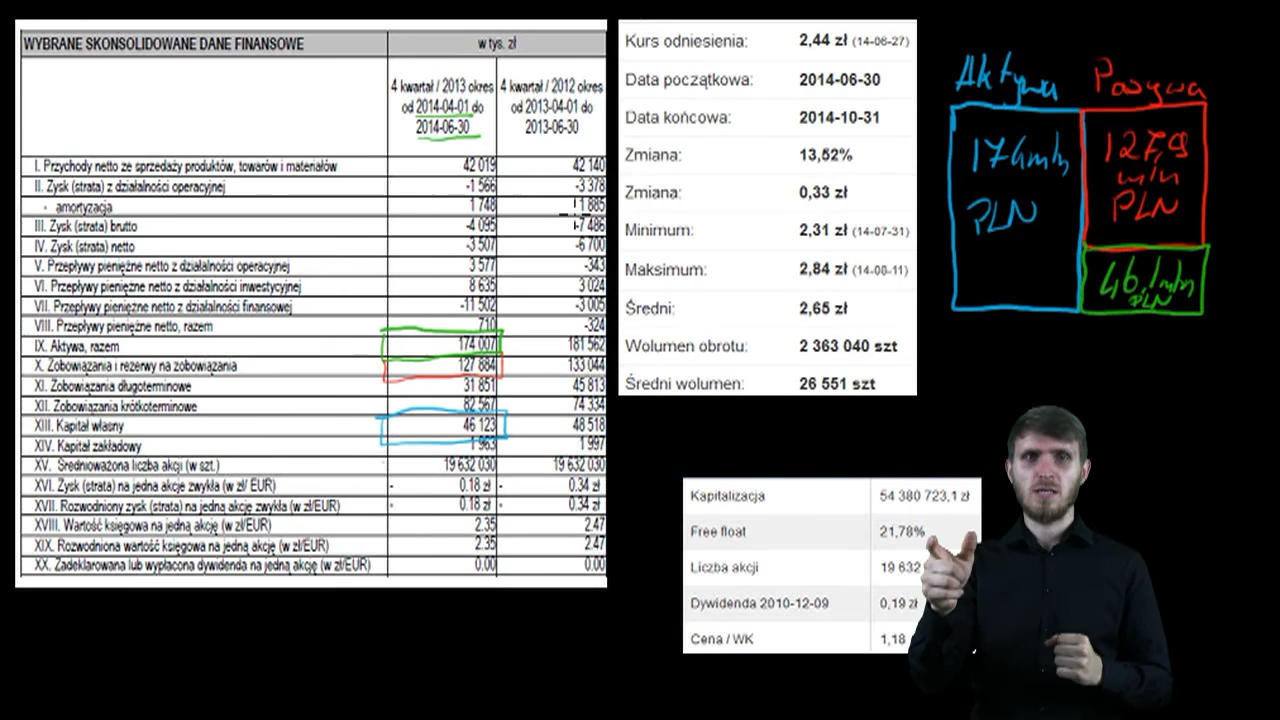 WYBRANE SKONSOLIDOWANE DANE FINANSOWE w tys. zł
4 kwartał / 2013 okres od 2014-04-01 do 2014-06-30 4 kwartał / 2012 okres od 2013-04-01 do 2013-06-30
I. Przychody netto ze sprzedaży produktów, towarów i materiałów 42 019 42 140
II. Zysk (strata) z działalności operacyjnej -1 566 -3 378
- amortyzacja 1 748 1 885
III. Zysk (strata) brutto -4 095 -7 486
IV. Zysk (strata) netto -3 507 -6 700
V. Przepływy pieniężne netto z działalności operacyjnej 3 577 -343
VI. Przepływy pieniężne netto z działalności inwestycyjnej 8 635 3 024
VII. Przepływy pieniężne netto z działalności finansowej -11 502 -3 005
VIII. Przepływy pieniężne netto, razem 710 -324
IX. Aktywa, razem 174 007 181 562
X. Zobowiązania i rezerwy na zobowiązania 127 884 133 044
XI. Zobowiązania długoterminowe 31 851 45 813
XII. Zobowiązania krótkoterminowe 82 567 74 334
XIII. Kapitał własny 46 123 48 518
XIV. Kapitał zakładowy 1 963 1 997
XV. Średnioważona liczba akcji (w szt.) 19 632 030 19 632 030
XVI. Zysk (strata) na jedną akcję zwykłą (w zł/ EUR) - 0.18 zł - 0.34 zł
XVII. Rozwodniony zysk (strata) na jedną akcję zwykłą (w zł/EUR) - 0.18 zł - 0.34 zł
XVIII. Wartość księgowa na jedną akcję (w zł/EUR) 2.35 2.47
XIX. Rozwodniona wartość księgowa na jedną akcję (w zł/EUR) 2.35 2.47
XX. Zadeklarowana lub wypłacona dywidenda na jedną akcję (w zł/EUR) 0.00 0.00
Kurs odniesienia: 2,44 zł (14-06-27)
Data początkowa: 2014-06-30
Data końcowa: 2014-10-31
Zmiana: 13,52%
Zmiana: 0,33 zł
Minimum: 2,31 zł (14-07-31)
Maksimum: 2,84 zł (14-08-11)
Średni: 2,65 zł
Wolumen obrotu: 2 363 040 szt
Średni wolumen: 26 551 szt
Aktywa Pasywa
174 mln
PLN
127,9
mln
PLN
46,1 mln
PLN
Kapitalizacja 54 380 723,1 zł
Free float 21,78%
Liczba akcji 19 632
Dywidenda 2010-12-09 0,19 zł
Cena / WK 1,18